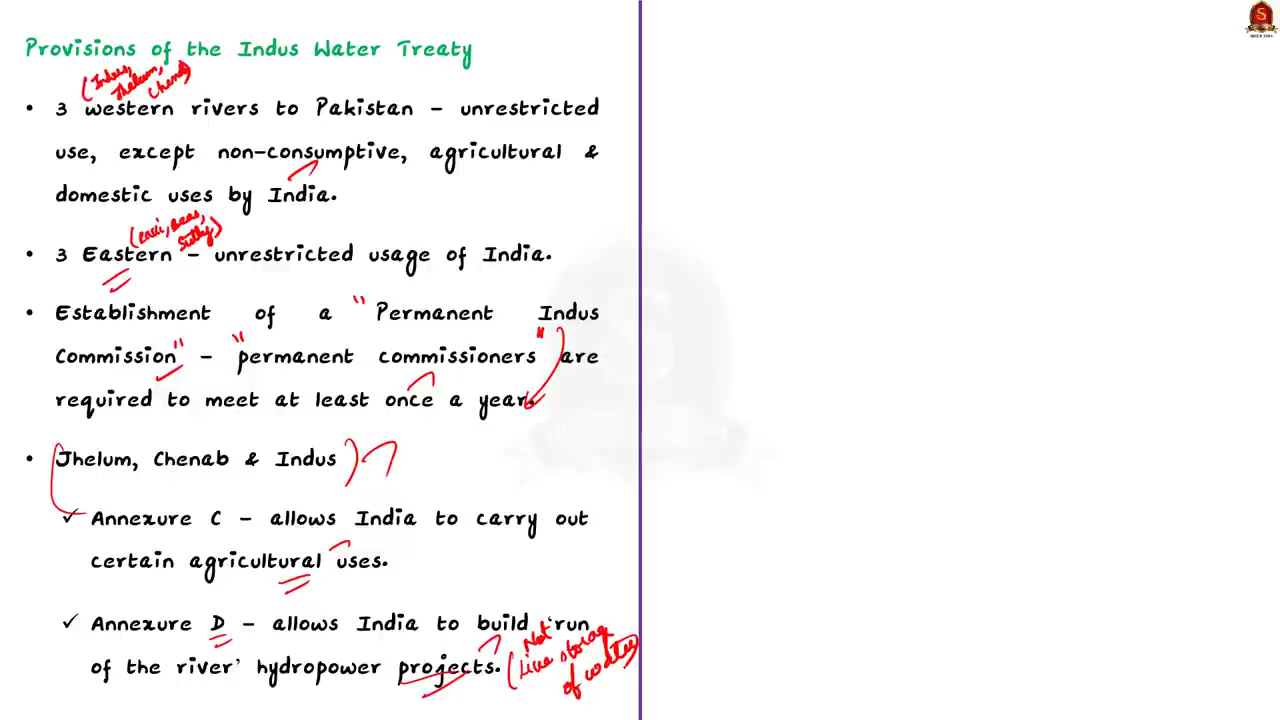 Provisions of the Indus Water Treaty
(Indus,
Jhelum,
Chenab)
• 3 western rivers to Pakistan – unrestricted
use, except non-consumptive, agricultural &
domestic uses by India.
(Ravi, Beas,
Sutlej)
• 3 Eastern – unrestricted usage of India.
• Establishment of a "Permanent Indus
Commission" – "permanent commissioners" are
required to meet at least once a year.
• Jhelum, Chenab & Indus)
✓ Annexure C – allows India to carry out
certain agricultural uses.
✓ Annexure D – allows India to build 'run
of the river' hydropower projects.
(Not
Live storage
of water)
S